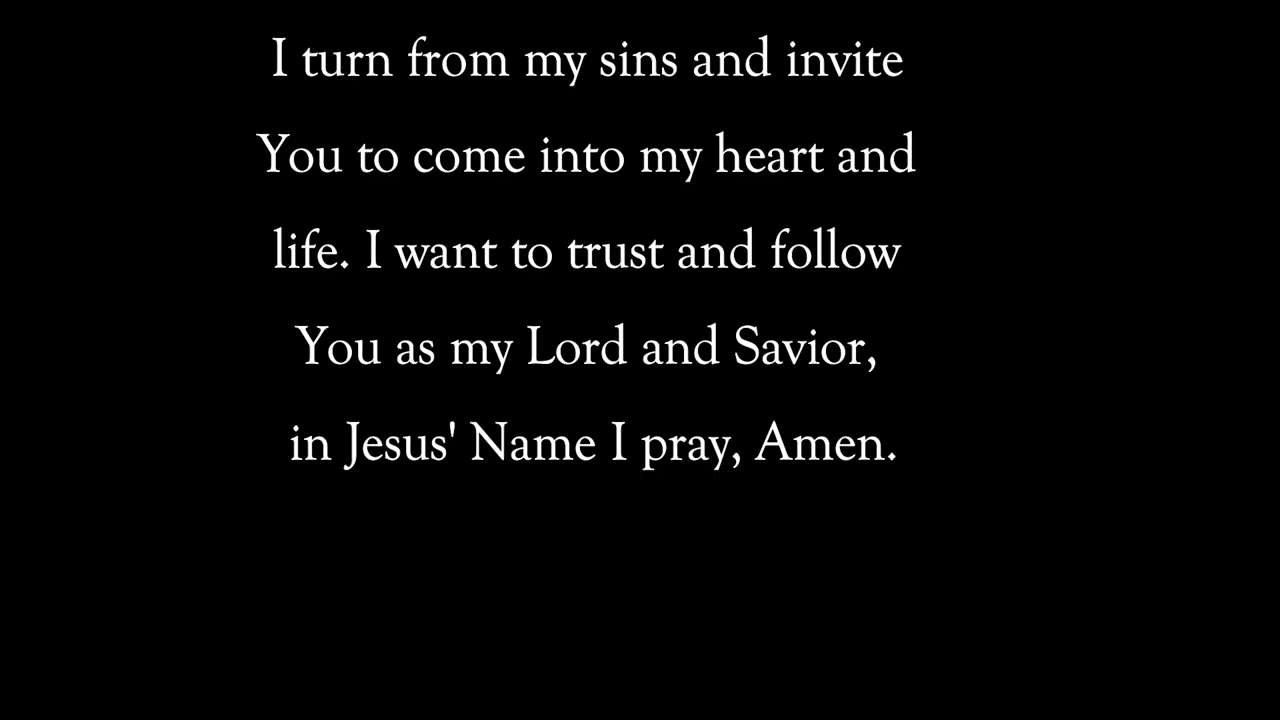 I turn from my sins and invite
You to come into my heart and
life. I want to trust and follow
You as my Lord and Savior,
in Jesus' Name I pray, Amen.